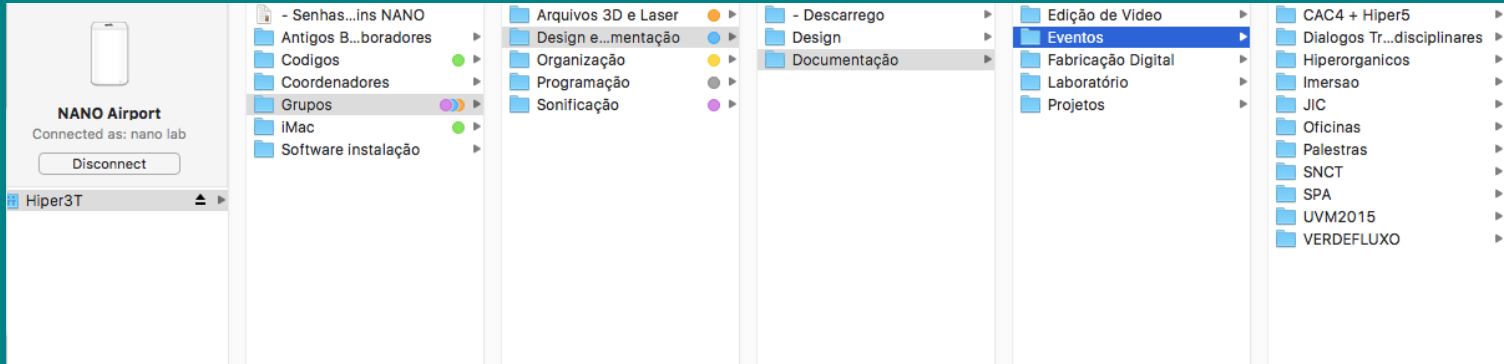 NANO Airport
Connected as: nano lab
Disconnect
Hiper3T
- Senhas...ins NANO
Antigos B...boradores
Codigos
Coordenadores
Grupos
iMac
Software instalação
Arquivos 3D e Laser
Design e...mentação
Organização
Programação
Sonificação
- Descarrego
Design
Documentação
Edição de Video
Eventos
Fabricação Digital
Laboratório
Projetos
CAC4 + Hiper5
Dialogos Tr...disciplinares
Hiperorganicos
Imersao
JIC
Oficinas
Palestras
SNCT
SPA
UVM2015
VERDEFLUXO